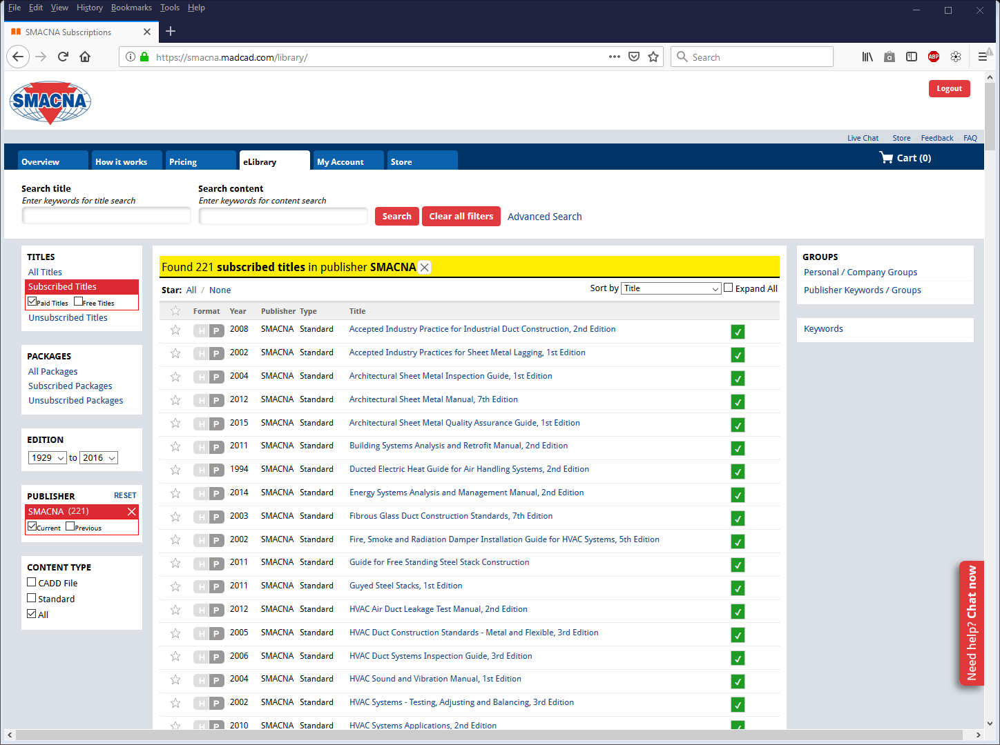 File Edit View History Bookmarks Tools Help
SMACNA Subscriptions
https://smacna.madcad.com/library/
Search
ABP
SMACNA
Logout
Live Chat Store Feedback FAQ
Overview How it works Pricing eLibrary My Account Store Cart (0)
Search title Search content
Enter keywords for title search Enter keywords for content search
Search Clear all filters Advanced Search
TITLES
All Titles
Subscribed Titles
Paid Titles Free Titles
Unsubscribed Titles
PACKAGES
All Packages
Subscribed Packages
Unsubscribed Packages
EDITION
1929 to 2016
PUBLISHER RESET
SMACNA (221)
Current Previous
CONTENT TYPE
CADD File
Standard
All
Found 221 subscribed titles in publisher SMACNA
Star: All / None Sort by Title Expand All
Format Year Publisher Type Title
H P 2008 SMACNA Standard Accepted Industry Practice for Industrial Duct Construction, 2nd Edition
H P 2002 SMACNA Standard Accepted Industry Practices for Sheet Metal Lagging, 1st Edition
H P 2004 SMACNA Standard Architectural Sheet Metal Inspection Guide, 1st Edition
H P 2012 SMACNA Standard Architectural Sheet Metal Manual, 7th Edition
H P 2015 SMACNA Standard Architectural Sheet Metal Quality Assurance Guide, 1st Edition
H P 2011 SMACNA Standard Building Systems Analysis and Retrofit Manual, 2nd Edition
H P 1994 SMACNA Standard Ducted Electric Heat Guide for Air Handling Systems, 2nd Edition
H P 2014 SMACNA Standard Energy Systems Analysis and Management Manual, 2nd Edition
H P 2003 SMACNA Standard Fibrous Glass Duct Construction Standards, 7th Edition
H P 2002 SMACNA Standard Fire, Smoke and Radiation Damper Installation Guide for HVAC Systems, 5th Edition
H P 2011 SMACNA Standard Guide for Free Standing Steel Stack Construction
H P 2011 SMACNA Standard Guyed Steel Stacks, 1st Edition
H P 2012 SMACNA Standard HVAC Air Duct Leakage Test Manual, 2nd Edition
H P 2005 SMACNA Standard HVAC Duct Construction Standards - Metal and Flexible, 3rd Edition
H P 2006 SMACNA Standard HVAC Duct Systems Inspection Guide, 3rd Edition
H P 2004 SMACNA Standard HVAC Sound and Vibration Manual, 1st Edition
H P 2002 SMACNA Standard HVAC Systems - Testing, Adjusting and Balancing, 3rd Edition
H P 2010 SMACNA Standard HVAC Systems Applications, 2nd Edition
GROUPS
Personal / Company Groups
Publisher Keywords / Groups
Keywords
Need help? Chat now